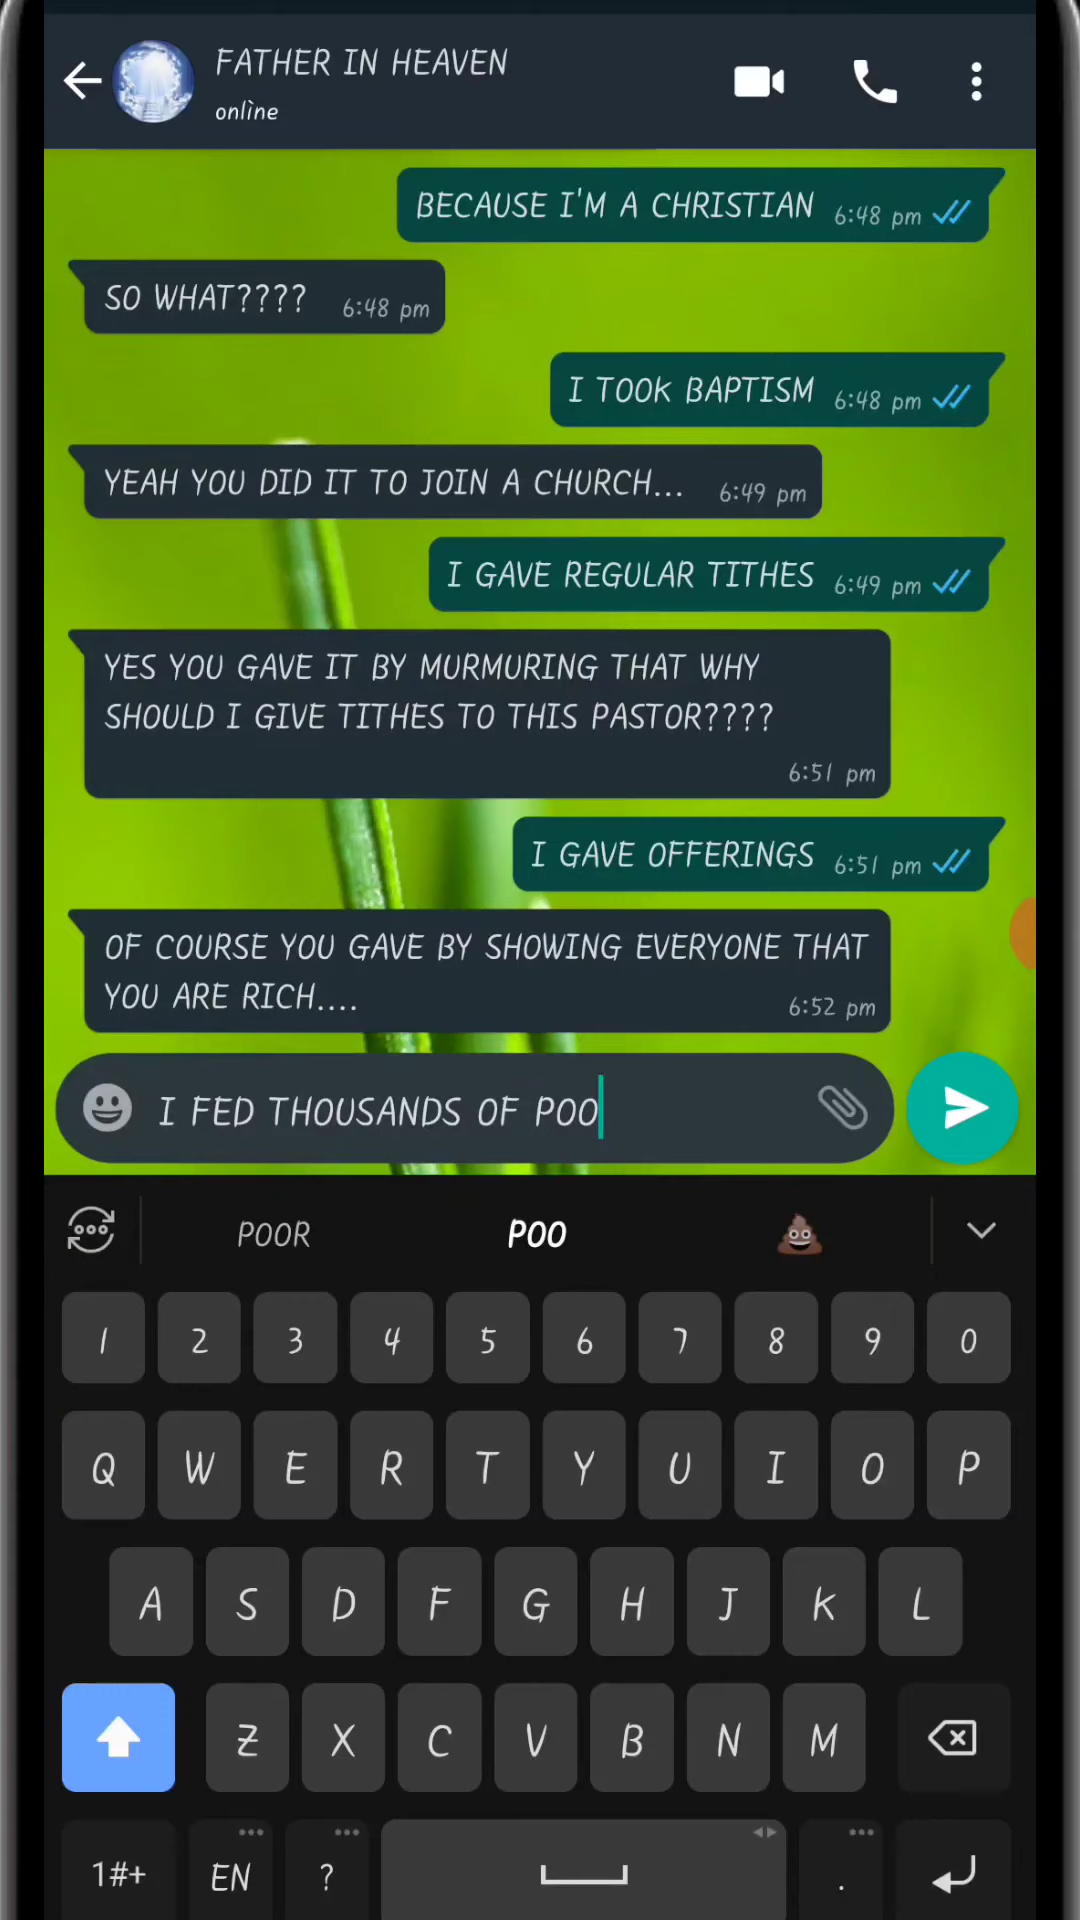 FATHER IN HEAVEN
online
BECAUSE I'M A CHRISTIAN 6:48 pm
SO WHAT???? 6:48 pm
I TOOK BAPTISM 6:48 pm
YEAH YOU DID IT TO JOIN A CHURCH... 6:49 pm
I GAVE REGULAR TITHES 6:49 pm
YES YOU GAVE IT BY MURMURING THAT WHY
SHOULD I GIVE TITHES TO THIS PASTOR????
6:51 pm
I GAVE OFFERINGS 6:51 pm
OF COURSE YOU GAVE BY SHOWING EVERYONE THAT
YOU ARE RICH....
6:52 pm
I FED THOUSANDS OF POO
POOR POO 💩
1 2 3 4 5 6 7 8 9 0
Q W E R T Y U I O P
A S D F G H J K L
Z X C V B N M
1#+ EN ? .